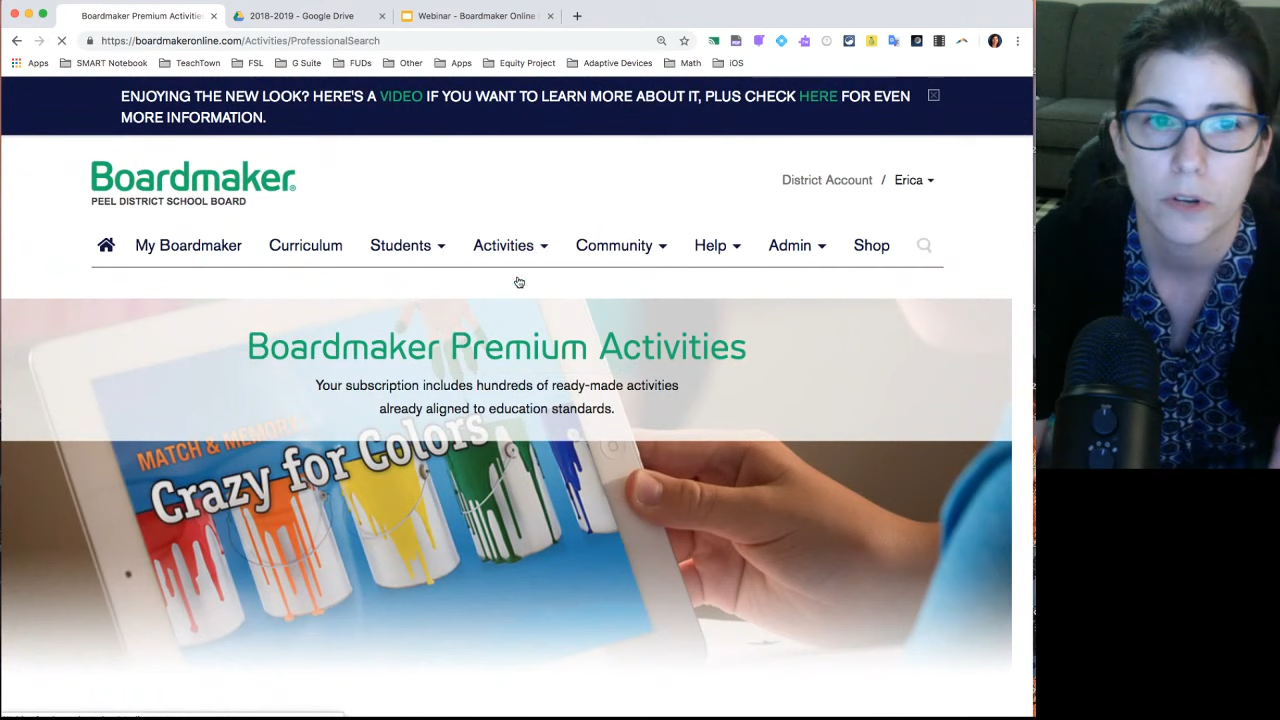 Boardmaker Premium Activitie
2018-2019 - Google Drive
Webinar - Boardmaker Online
https://boardmakeronline.com/Activities/ProfessionalSearch
Apps SMART Notebook TeachTown FSL G Suite FUDs Other Apps Equity Project Adaptive Devices Math iOS
ENJOYING THE NEW LOOK? HERE'S A VIDEO IF YOU WANT TO LEARN MORE ABOUT IT, PLUS CHECK HERE FOR EVEN
MORE INFORMATION.
Boardmaker®
PEEL DISTRICT SCHOOL BOARD
District Account / Erica
My Boardmaker Curriculum Students Activities Community Help Admin Shop
Boardmaker Premium Activities
Your subscription includes hundreds of ready-made activities
already aligned to education standards.
MATCH & MEMORY
Crazy for Colors